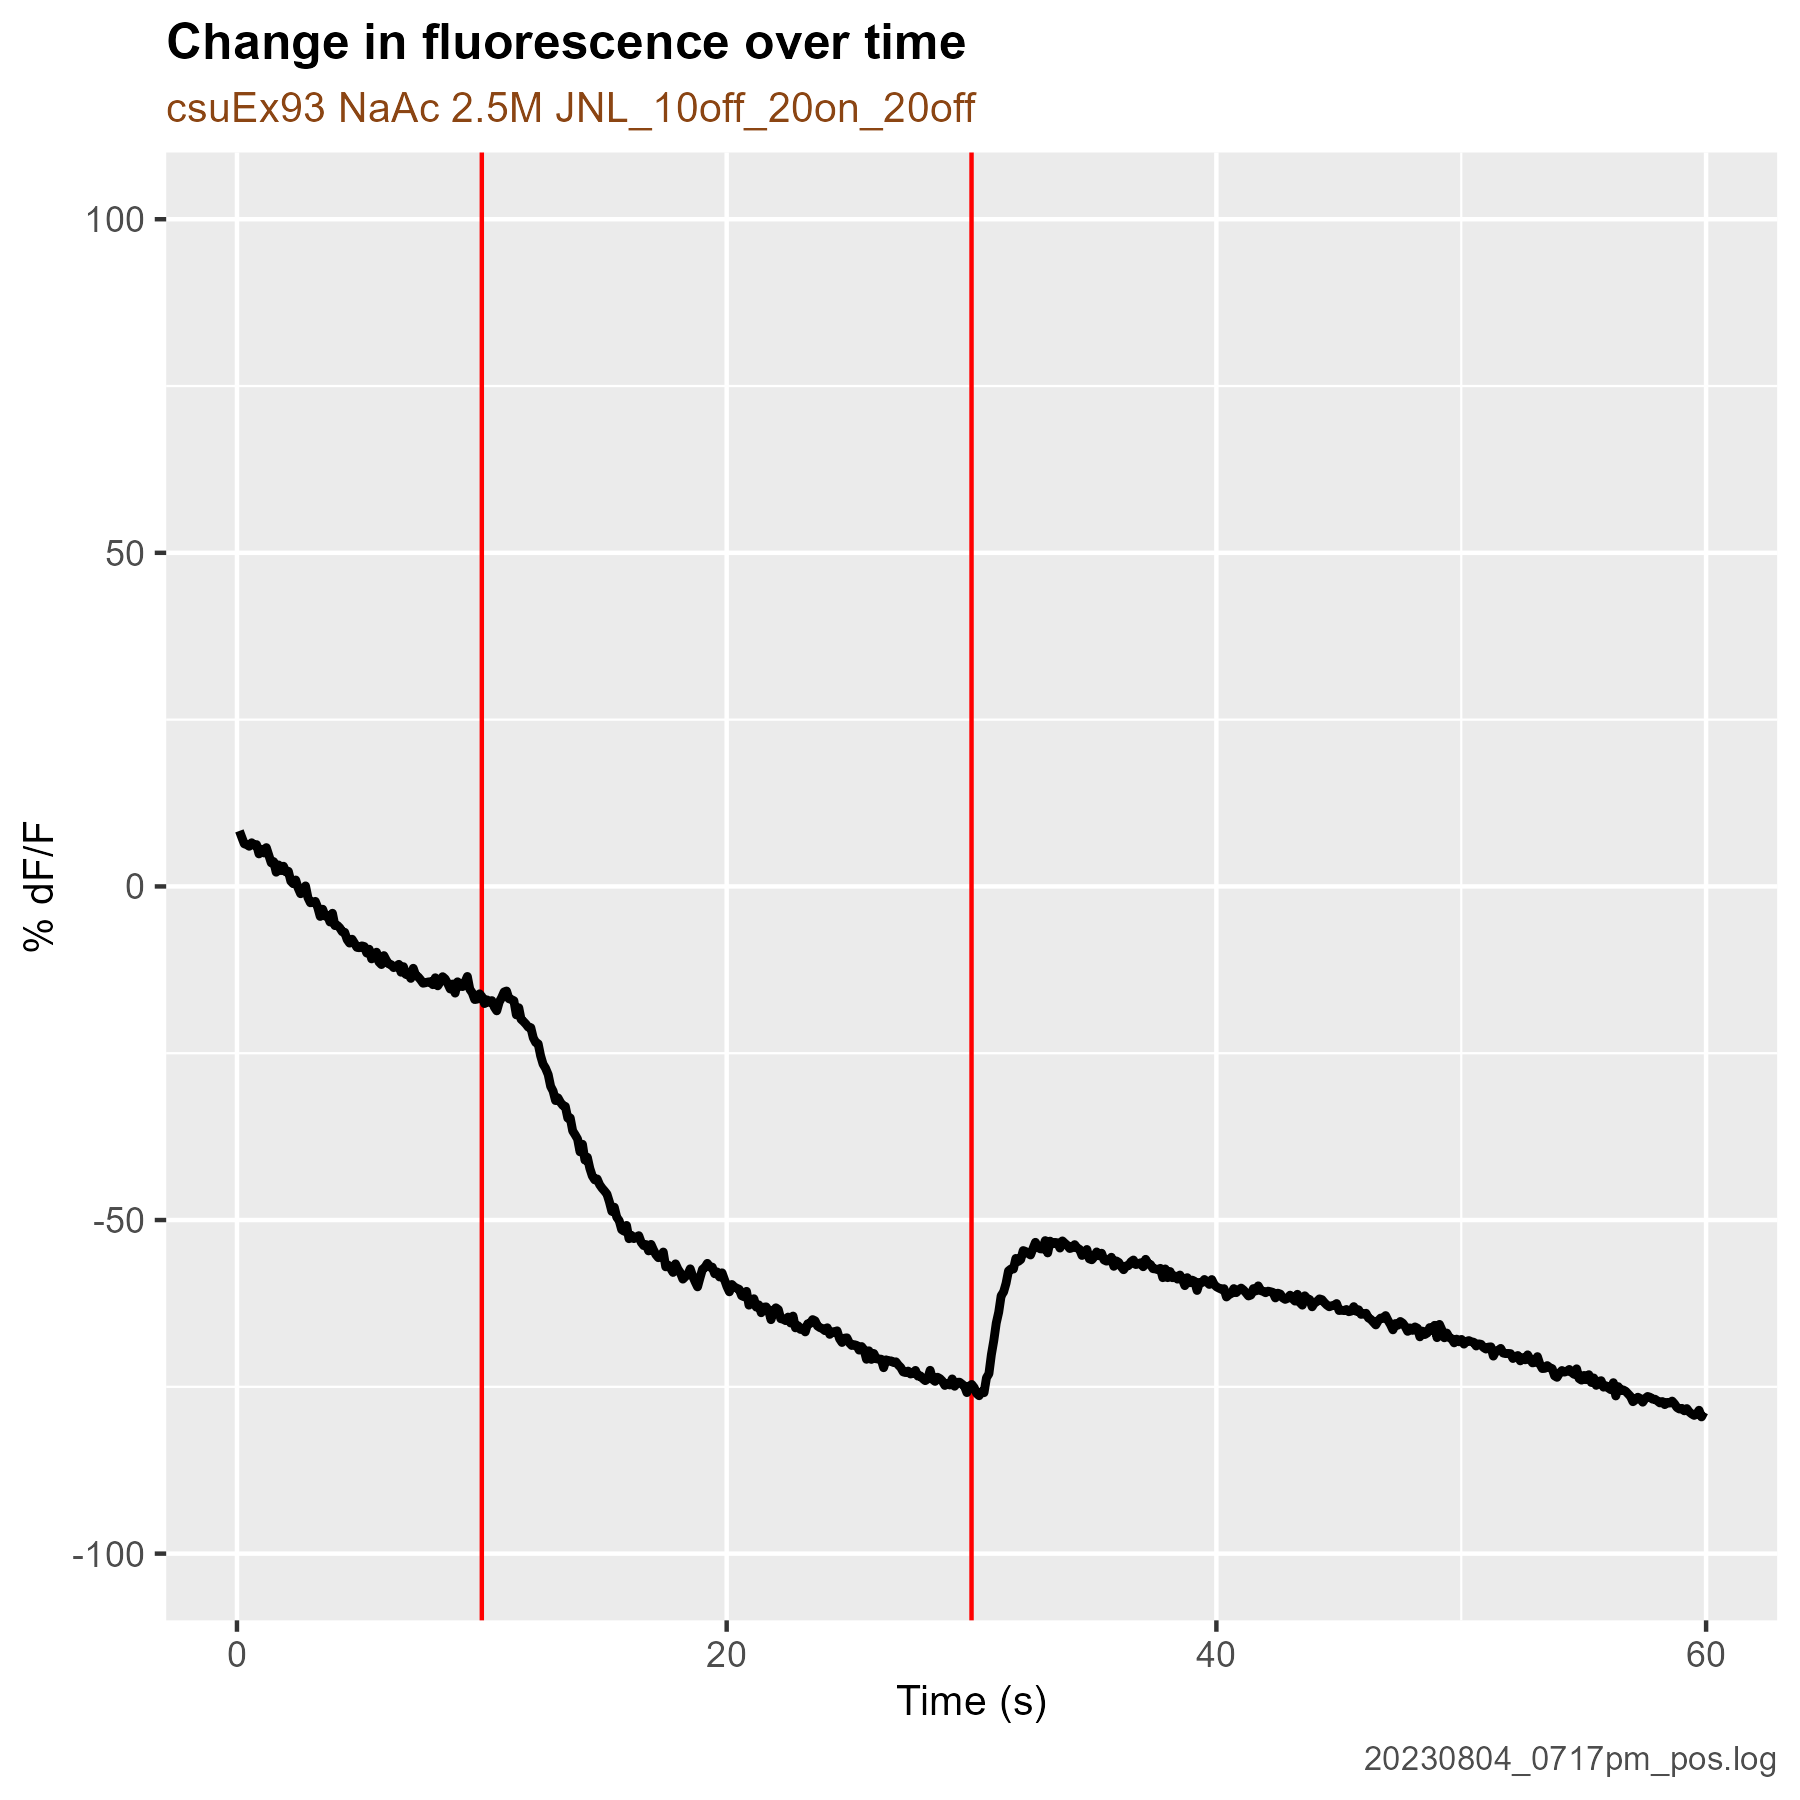 Change in fluorescence over time
csuEx93 NaAc 2.5M JNL_10off_20on_20off
100
50
0
-50
-100
% dF/F
0 20 40 60
Time (s)
20230804_0717pm_pos.log